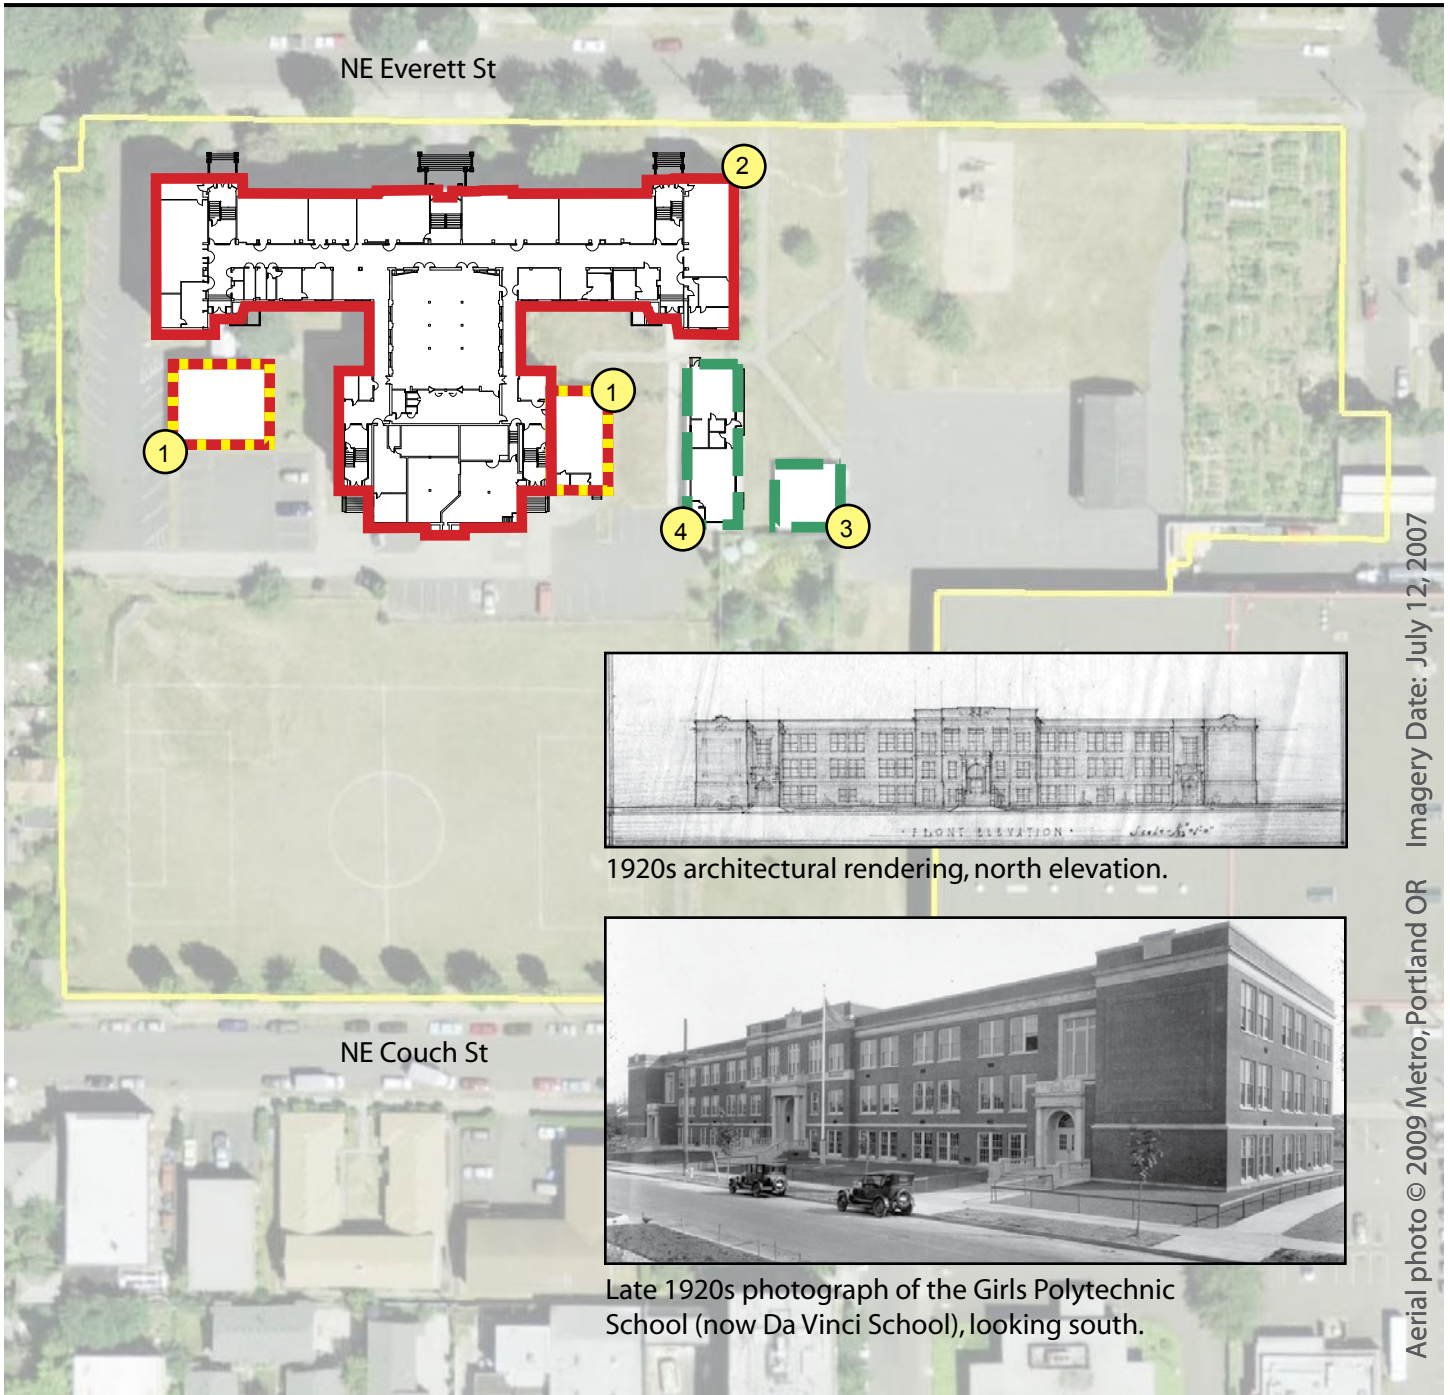 NE Everett St
2
1
1
4
3
· FRONT ELEVATION ·
1920s architectural rendering, north elevation.
NE Couch St
Late 1920s photograph of the Girls Polytechnic
School (now Da Vinci School), looking south.
Aerial photo © 2009 Metro, Portland OR Imagery Date: July 12, 2007